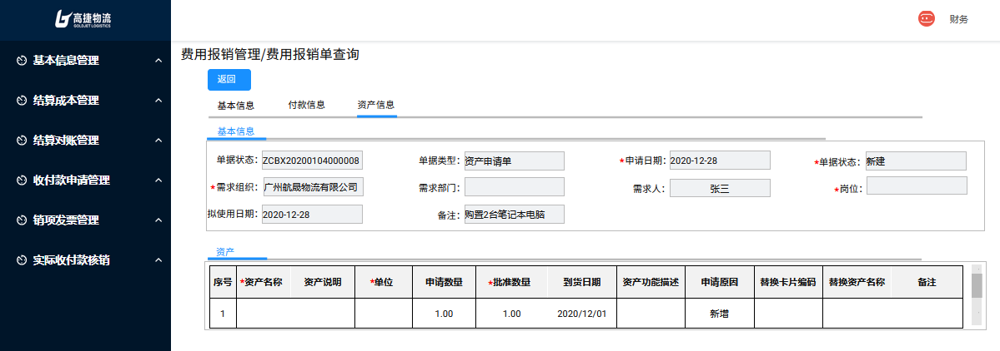 高捷物流
GOLDJET LOGISTICS
财务
基本信息管理
结算成本管理
结算对账管理
收付款申请管理
销项发票管理
实际收付款核销
费用报销管理/费用报销单查询
返回
基本信息 付款信息 资产信息
基本信息
单据状态: ZCBX20200104000008 单据类型: 资产申请单 *申请日期: 2020-12-28 *单据状态: 新建
*需求组织: 广州航晟物流有限公司 需求部门: 需求人: 张三 *岗位:
拟使用日期: 2020-12-28 备注: 购置2台笔记本电脑
资产
序号 *资产名称 资产说明 *单位 申请数量 *批准数量 到货日期 资产功能描述 申请原因 替换卡片编码 替换资产名称 备注
1 1.00 1.00 2020/12/01 新增